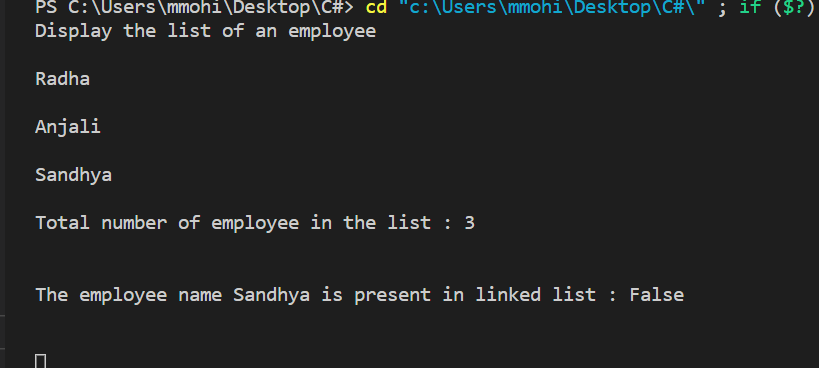 PS C:\Users\mmohi\Desktop\C#> cd "c:\Users\mmohi\Desktop\C#\" ; if ($?)
Display the list of an employee
Radha
Anjali
Sandhya
Total number of employee in the list : 3
The employee name Sandhya is present in linked list : False